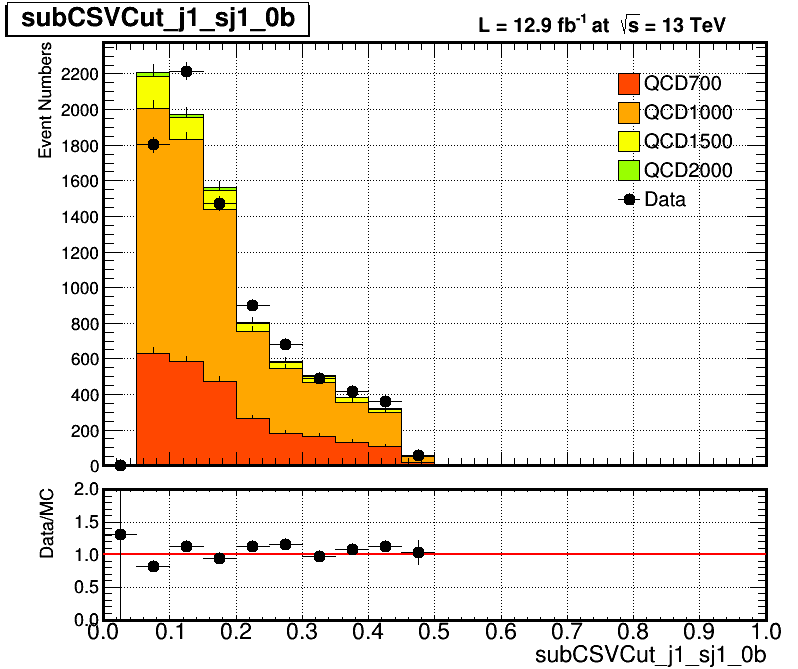 subCSVCut_j1_sj1_0b
L = 12.9 fb-1 at √s = 13 TeV
Event Numbers
2200
2000
1800
1600
1400
1200
1000
800
600
400
200
0
QCD700
QCD1000
QCD1500
QCD2000
Data
Data/MC
2.0
1.5
1.0
0.5
0.0
0.0 0.1 0.2 0.3 0.4 0.5 0.6 0.7 0.8 0.9 1.0
subCSVCut_j1_sj1_0b